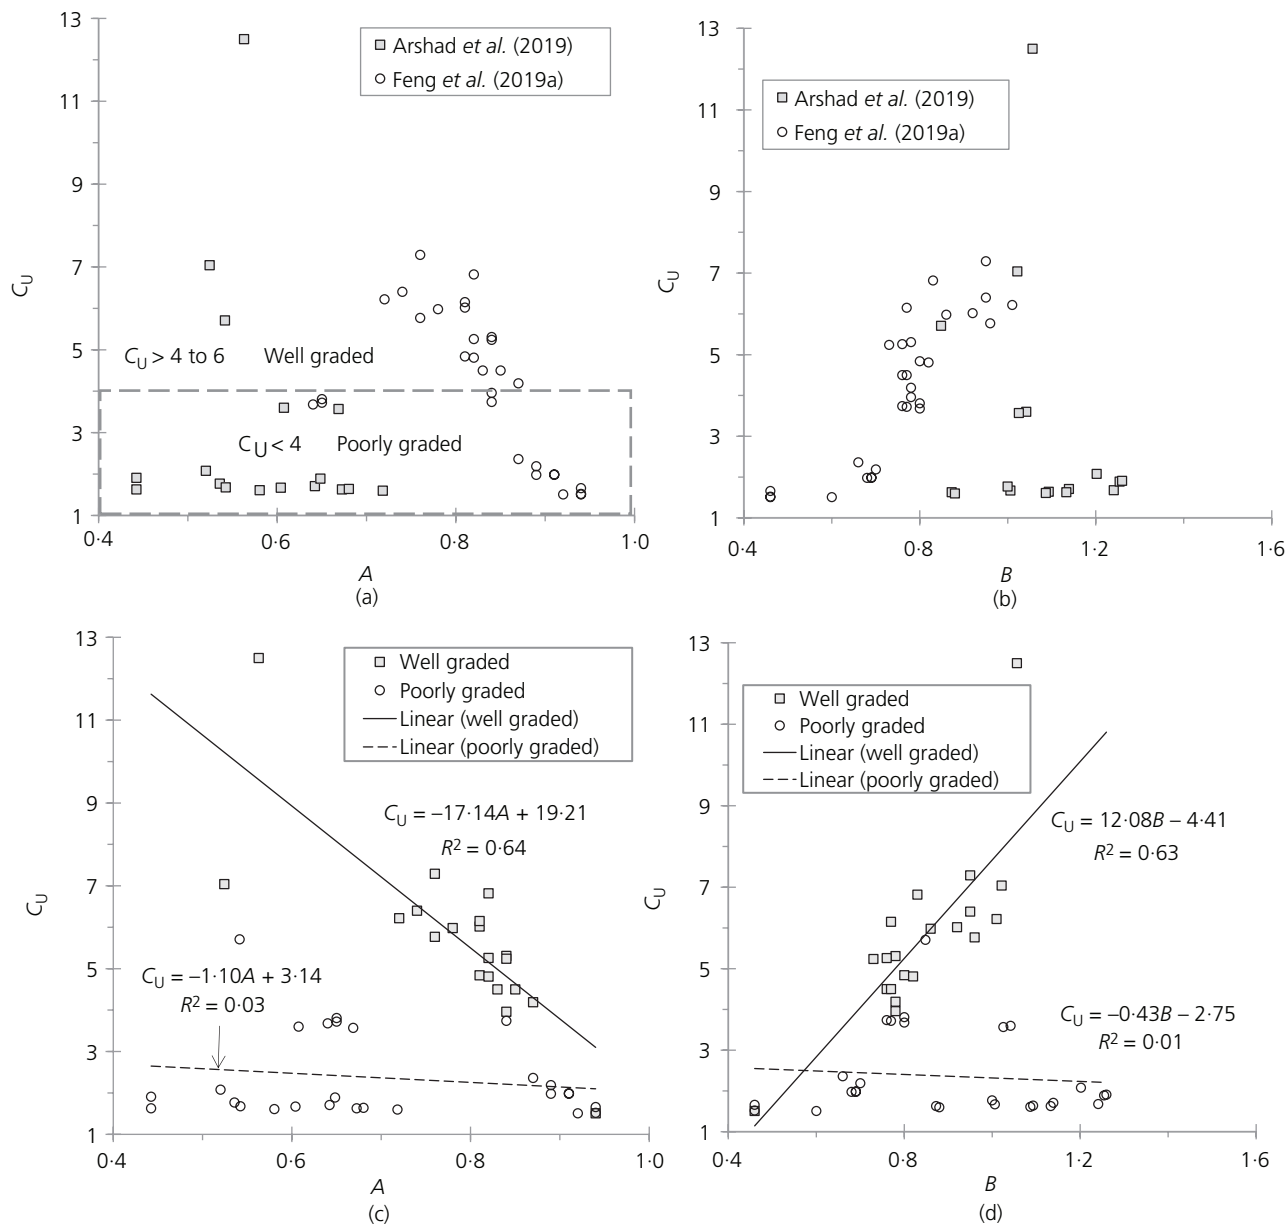 13
11
9
7
5
3
1
C_U
Arshad et al. (2019)
Feng et al. (2019a)
C_U > 4 to 6 Well graded
C_U < 4 Poorly graded
0·4 0·6 0·8 1·0
A
(a)
13
11
9
7
5
3
1
C_U
Arshad et al. (2019)
Feng et al. (2019a)
0·4 0·8 1·2 1·6
B
(b)
13
11
9
7
5
3
1
C_U
Well graded
Poorly graded
Linear (well graded)
Linear (poorly graded)
C_U = –17·14A + 19·21
R² = 0·64
C_U = –1·10A + 3·14
R² = 0·03
0·4 0·6 0·8 1·0
A
(c)
13
11
9
7
5
3
1
C_U
Well graded
Poorly graded
Linear (well graded)
Linear (poorly graded)
C_U = 12·08B – 4·41
R² = 0·63
C_U = –0·43B – 2·75
R² = 0·01
0·4 0·8 1·2 1·6
B
(d)